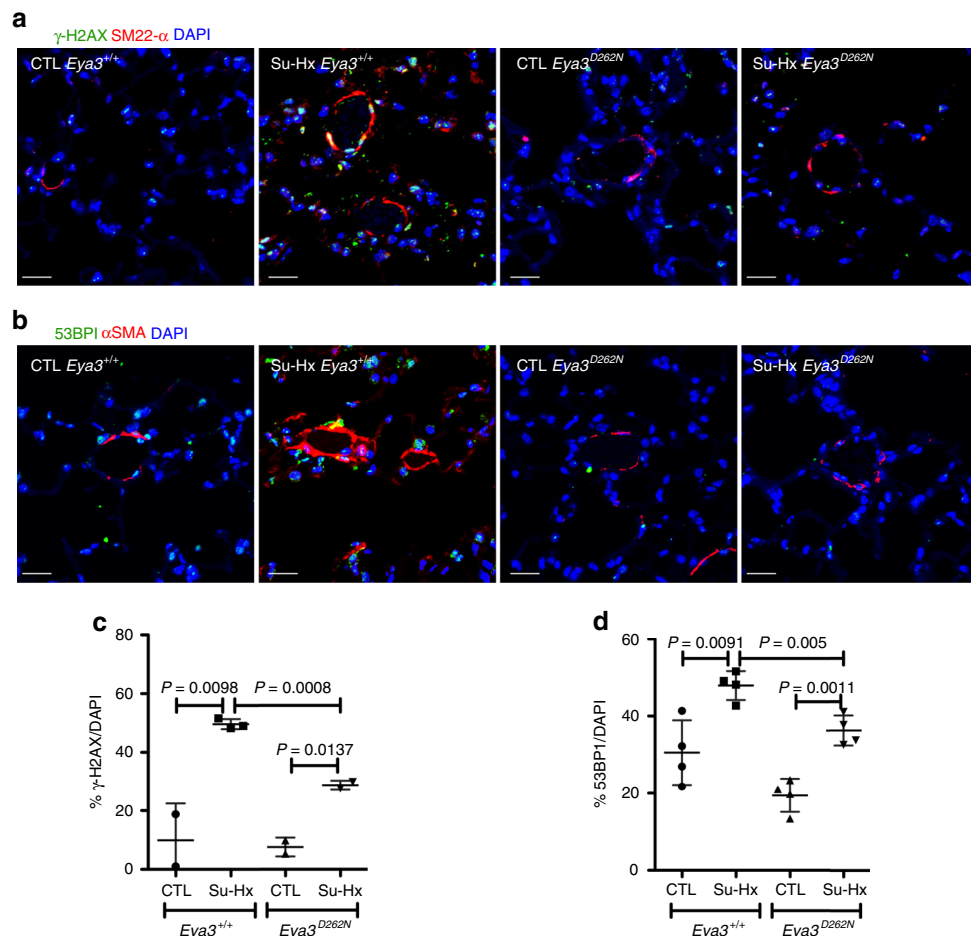 a
γ-H2AX SM22-α DAPI
CTL Eya3+/+
Su-Hx Eya3+/+
CTL Eya3D262N
Su-Hx Eya3D262N
b
53BPI αSMA DAPI
CTL Eya3+/+
Su-Hx Eya3+/+
CTL Eya3D262N
Su-Hx Eya3D262N
c
% γ-H2AX/DAPI
80
60
40
20
0
P = 0.0098
P = 0.0008
P = 0.0137
CTL
Su-Hx
CTL
Su-Hx
Eya3+/+
Eya3D262N
d
% 53BP1/DAPI
60
40
20
0
P = 0.0091
P = 0.005
P = 0.0011
CTL
Su-Hx
CTL
Su-Hx
Eya3+/+
Eya3D262N